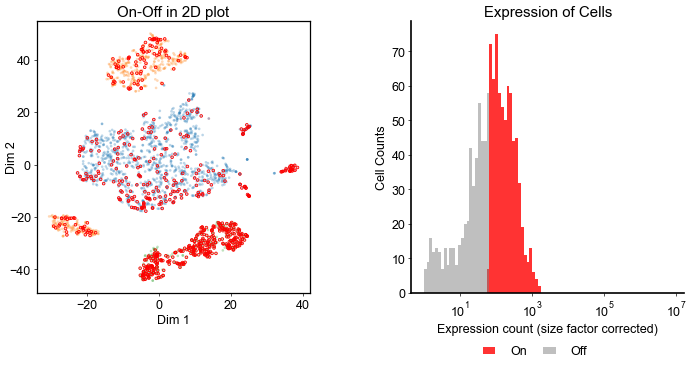 On-Off in 2D plot
Dim 2
40
20
0
−20
−40
−20
0
20
40
Dim 1
Expression of Cells
Cell Counts
70
60
50
40
30
20
10
0
10^1
10^3
10^5
10^7
Expression count (size factor corrected)
On
Off